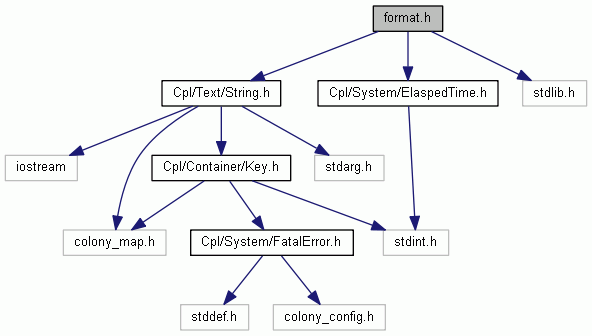 format.h
Cpl/Text/String.h
Cpl/System/ElaspedTime.h
stdlib.h
iostream
Cpl/Container/Key.h
stdarg.h
colony_map.h
Cpl/System/FatalError.h
stdint.h
stddef.h
colony_config.h